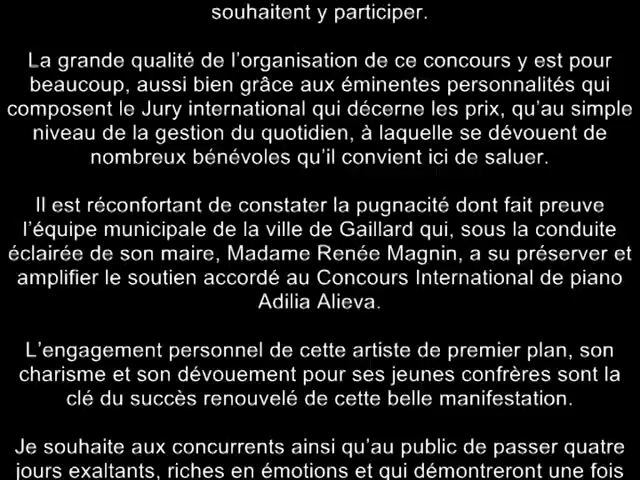 souhaitent y participer.
La grande qualité de l’organisation de ce concours y est pour
beaucoup, aussi bien grâce aux éminentes personnalités qui
composent le Jury international qui décerne les prix, qu’au simple
niveau de la gestion du quotidien, à laquelle se dévouent de
nombreux bénévoles qu’il convient ici de saluer.
Il est réconfortant de constater la pugnacité dont fait preuve
l’équipe municipale de la ville de Gaillard qui, sous la conduite
éclairée de son maire, Madame Renée Magnin, a su préserver et
amplifier le soutien accordé au Concours International de piano
Adilia Alieva.
L’engagement personnel de cette artiste de premier plan, son
charisme et son dévouement pour ses jeunes confrères sont la
clé du succès renouvelé de cette belle manifestation.
Je souhaite aux concurrents ainsi qu’au public de passer quatre
jours exaltants, riches en émotions et qui démontreront une fois